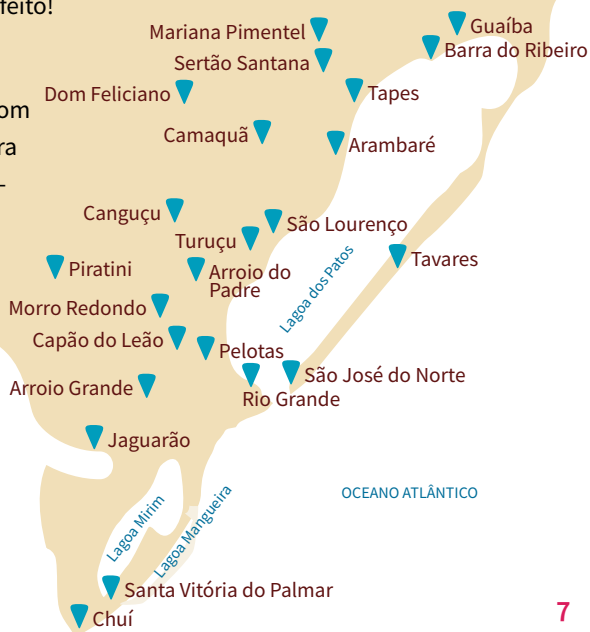 feito!
Mariana Pimentel
Guaíba
Barra do Ribeiro
Sertão Santana
Dom Feliciano
Tapes
om
Camaquã
Arambaré
ra
–
Canguçu
São Lourenço
Turuçu
Tavares
Piratini
Arroio do
Padre
Lagoa dos Patos
Morro Redondo
Capão do Leão
Pelotas
São José do Norte
Arroio Grande
Rio Grande
Jaguarão
OCEANO ATLÂNTICO
Lagoa Mirim
Lagoa Mangueira
Santa Vitória do Palmar
Chuí
7